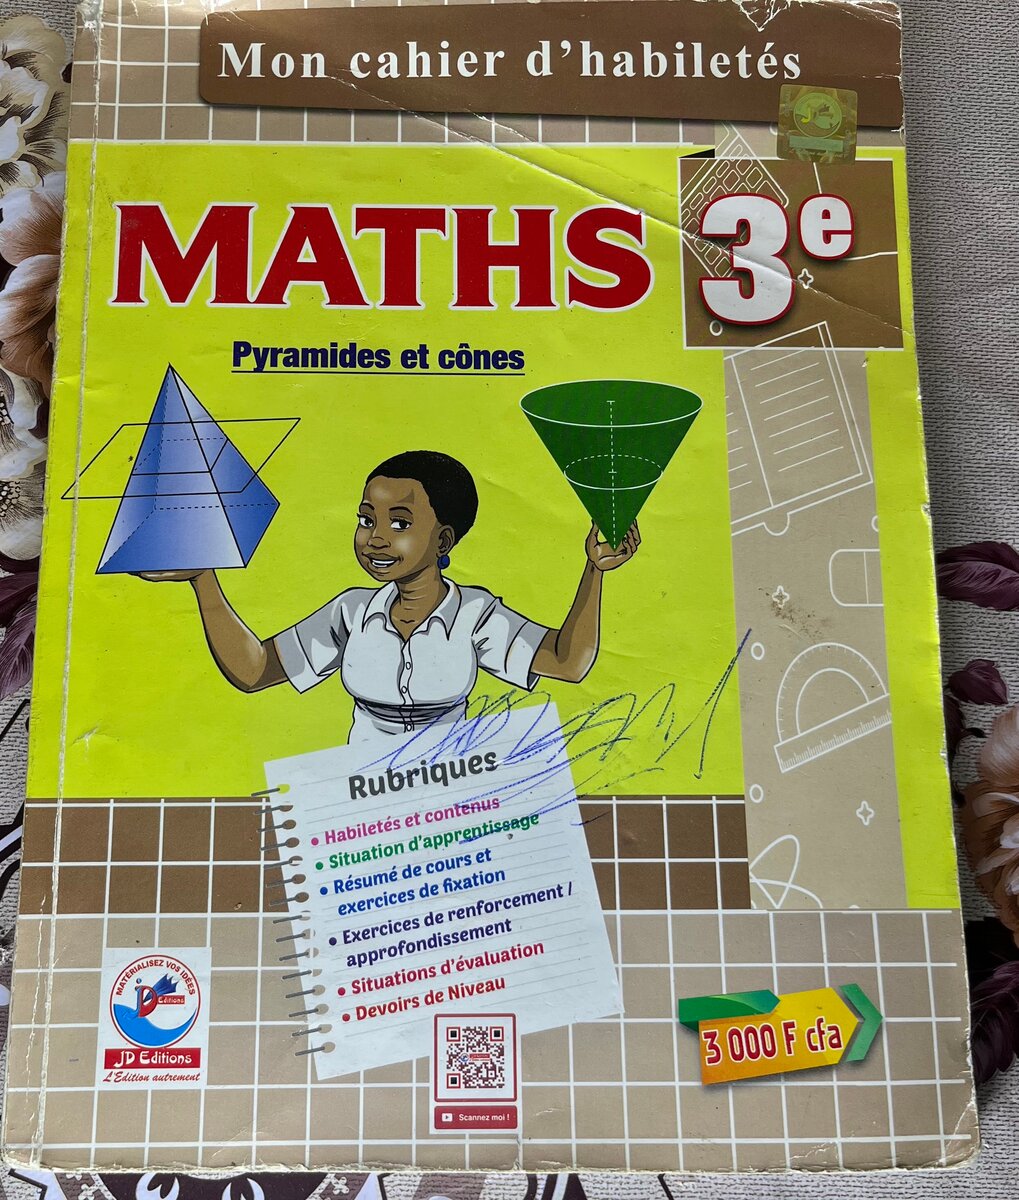 Mon cahier d'habiletés
MATHS
3e
Pyramides et cônes
Rubriques
• Habiletés et contenus
• Situation d'apprentissage
• Résumé de cours et
exercices de fixation
• Exercices de renforcement /
approfondissement
• Situations d'évaluation
• Devoirs de Niveau
MATÉRIALISEZ VOS IDÉES
JD Editions
JD Editions
L'Edition autrement
Scannez moi !
3 000 F cfa